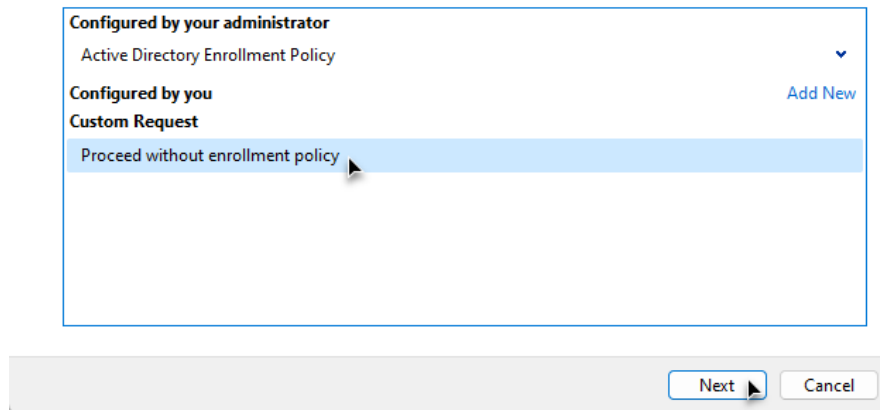 Configured by your administrator
Active Directory Enrollment Policy
Configured by you Add New
Custom Request
Proceed without enrollment policy
Next Cancel